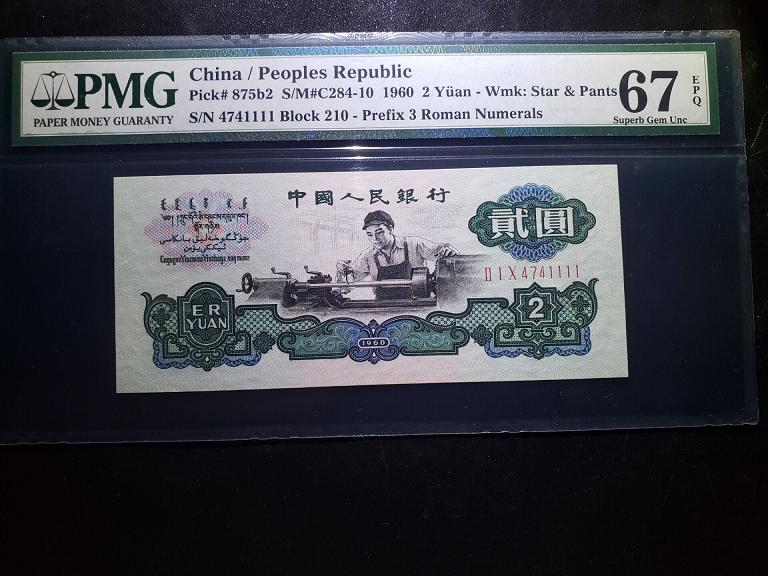 PMG
PAPER MONEY GUARANTY
China / Peoples Republic
Pick# 875b2 S/M#C284-10 1960 2 Yüan - Wmk: Star & Pants
S/N 4741111 Block 210 - Prefix 3 Roman Numerals
67
EPQ
Superb Gem Unc
中國人民銀行
貳圓
II I X 4741111
ER
YUAN
1960
2